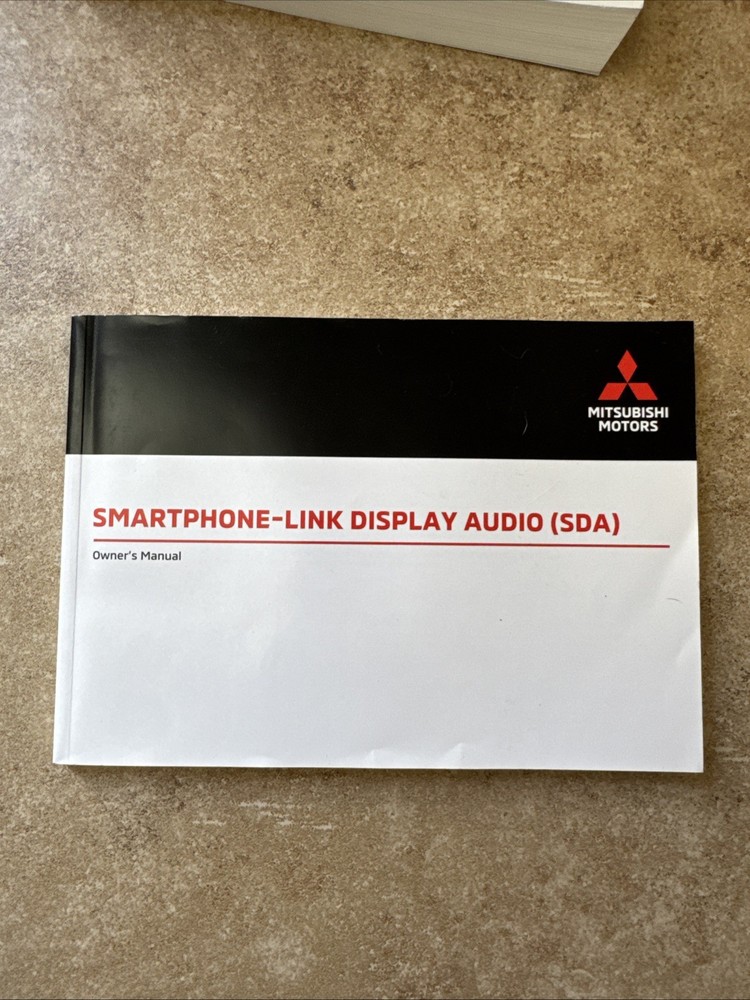 MITSUBISHI
MOTORS
SMARTPHONE-LINK DISPLAY AUDIO (SDA)
Owner's Manual